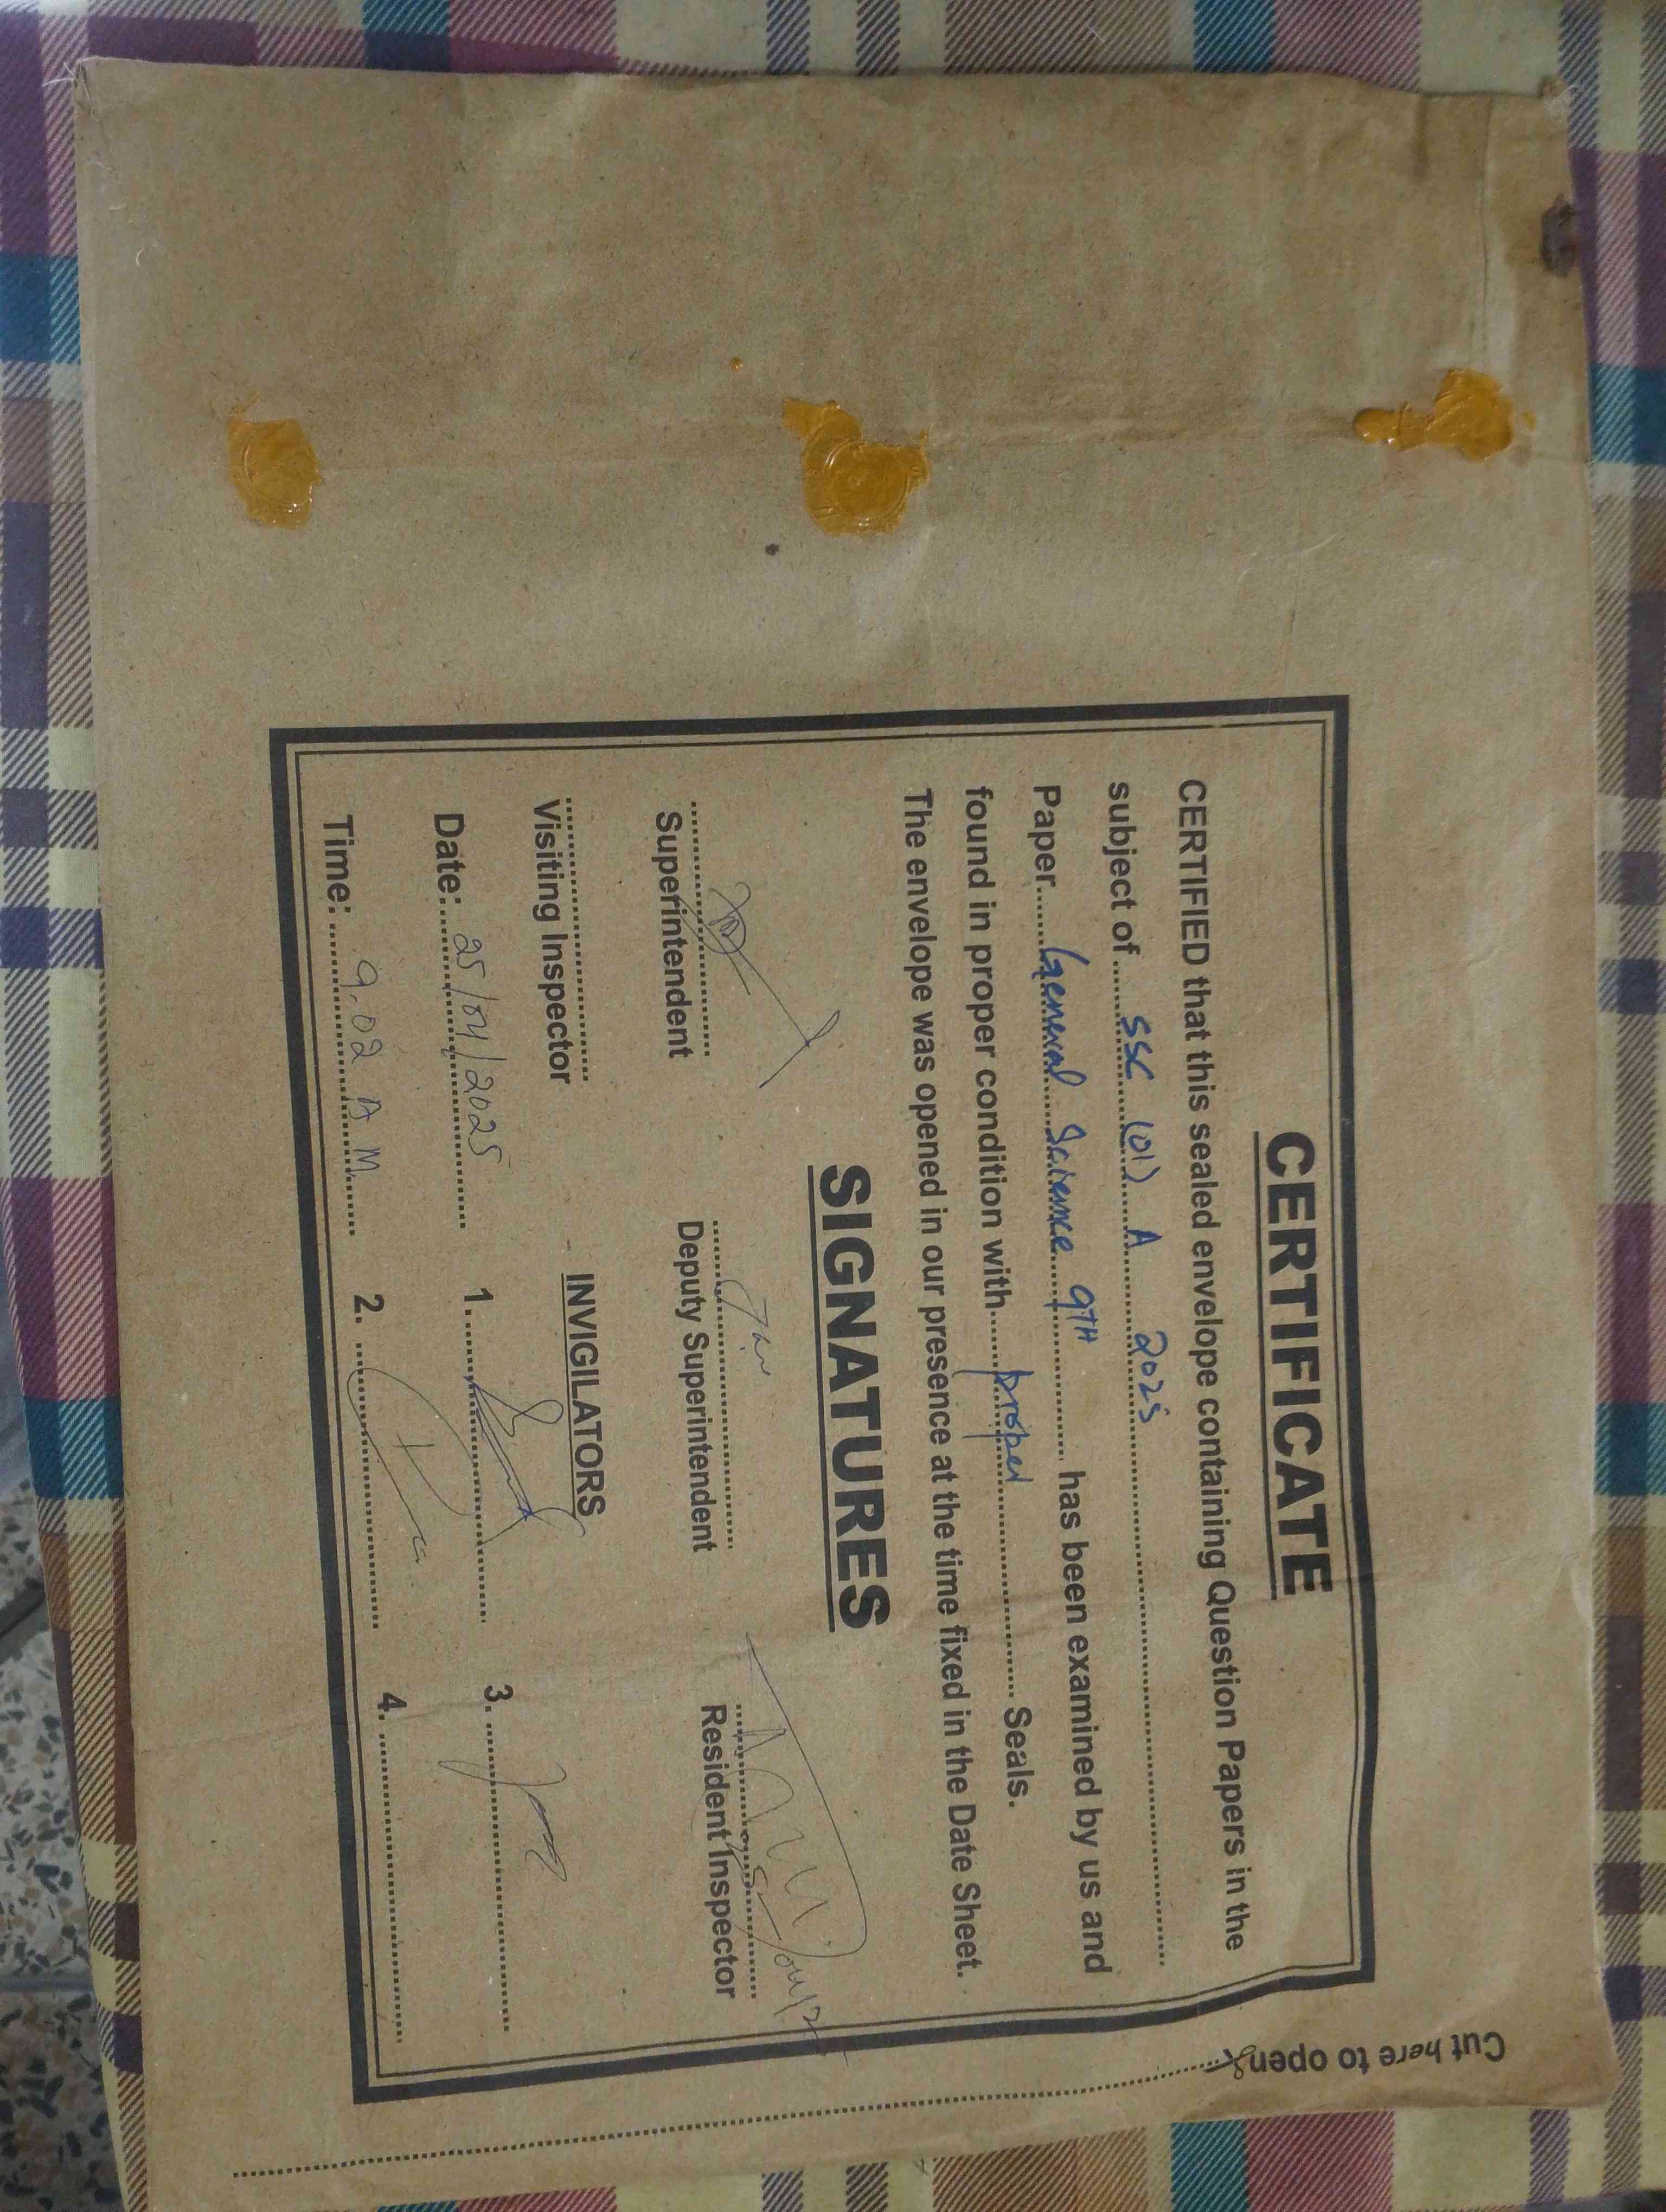 CERTIFICATE
CERTIFIED that this sealed envelope containing Question Papers in the
subject of.....SSC (01) A 2025
Paper......General Science 9TH............ has been examined by us and
found in proper condition with......proper............ Seals.
The envelope was opened in our presence at the time fixed in the Date Sheet.
SIGNATURES
Superintendent Deputy Superintendent Resident Inspector
Visiting Inspector INVIGILATORS
Date: 25/04/2025 1. 3.
Time: 9.02 AM 2. 4.
Cut here to open